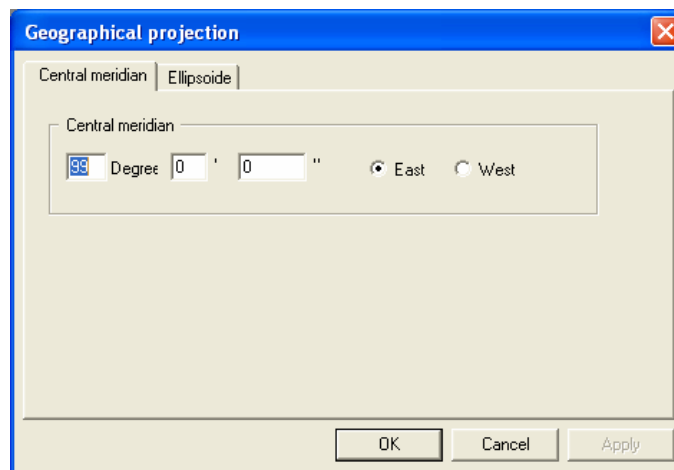 Geographical projection
Central meridian Ellipsoide
Central meridian
99 Degree 0 ' 0 " East West
OK Cancel Apply